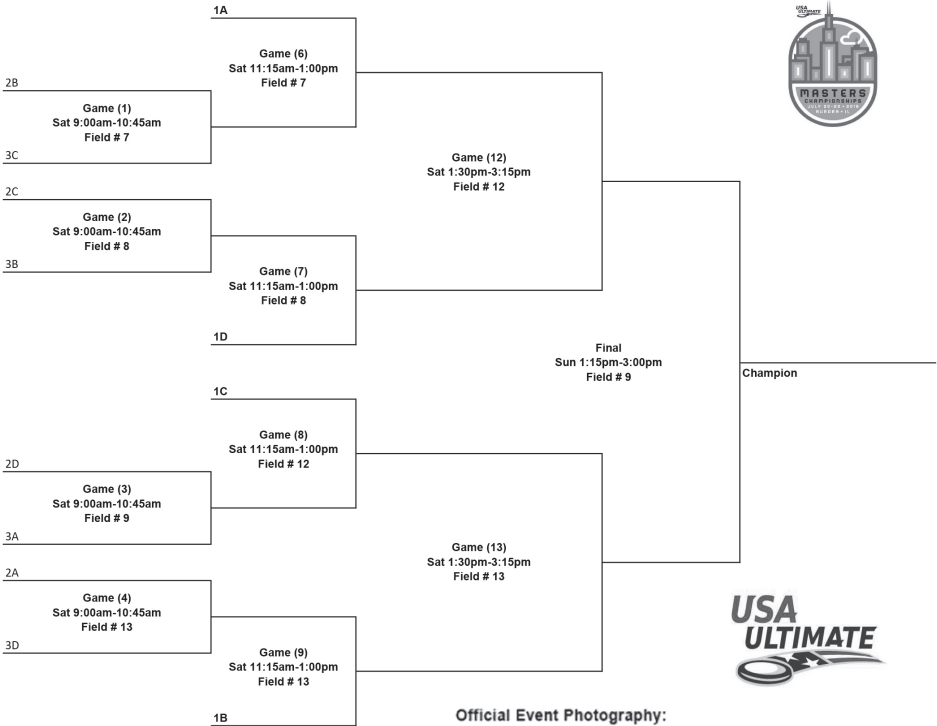 1A
Game (6)
Sat 11:15am-1:00pm
Field # 7
2B
Game (1)
Sat 9:00am-10:45am
Field # 7
3C
Game (12)
Sat 1:30pm-3:15pm
Field # 12
2C
Game (2)
Sat 9:00am-10:45am
Field # 8
3B
Game (7)
Sat 11:15am-1:00pm
Field # 8
1D
Final
Sun 1:15pm-3:00pm
Field # 9
Champion
1C
Game (8)
Sat 11:15am-1:00pm
Field # 12
2D
Game (3)
Sat 9:00am-10:45am
Field # 9
3A
Game (13)
Sat 1:30pm-3:15pm
Field # 13
2A
Game (4)
Sat 9:00am-10:45am
Field # 13
3D
Game (9)
Sat 11:15am-1:00pm
Field # 13
1B
USA
ULTIMATE
MASTERS
CHAMPIONSHIPS
AURORA - IL
USA
ULTIMATE
Official Event Photography: